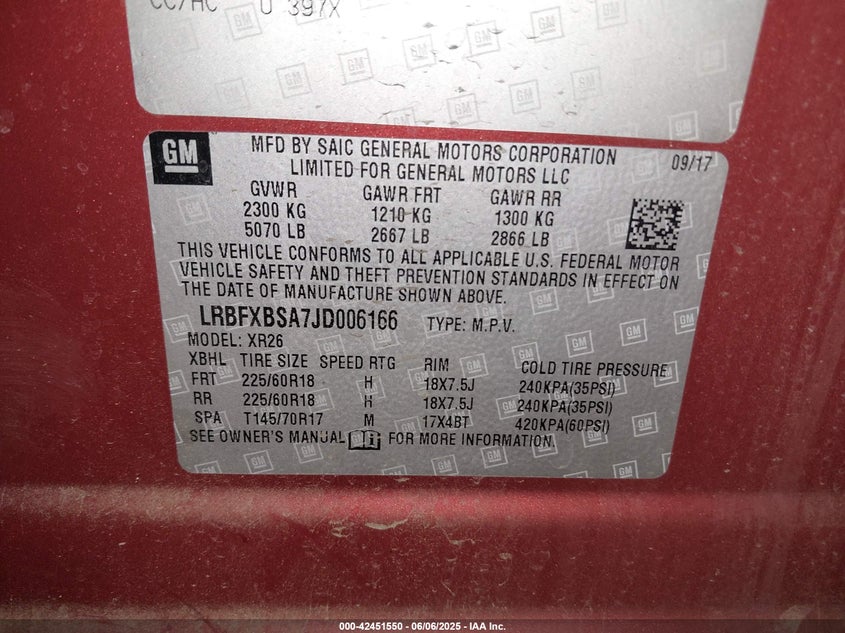 CC/HC U 397X
GM
MFD BY SAIC GENERAL MOTORS CORPORATION 09/17
LIMITED FOR GENERAL MOTORS LLC
GVWR GAWR FRT GAWR RR
2300 KG 1210 KG 1300 KG
5070 LB 2667 LB 2866 LB
THIS VEHICLE CONFORMS TO ALL APPLICABLE U.S. FEDERAL MOTOR
VEHICLE SAFETY AND THEFT PREVENTION STANDARDS IN EFFECT ON
THE DATE OF MANUFACTURE SHOWN ABOVE.
LRBFXBSA7JD006166 TYPE: M.P.V.
MODEL: XR26
XBHL TIRE SIZE SPEED RTG RIM COLD TIRE PRESSURE
FRT 225/60R18 H 18X7.5J 240KPA(35PSI)
RR 225/60R18 H 18X7.5J 240KPA(35PSI)
SPA T145/70R17 M 17X4BT 420KPA(60PSI)
SEE OWNER'S MANUAL FOR MORE INFORMATION.
000-42451550 | 06/06/2025 - IAA Inc.